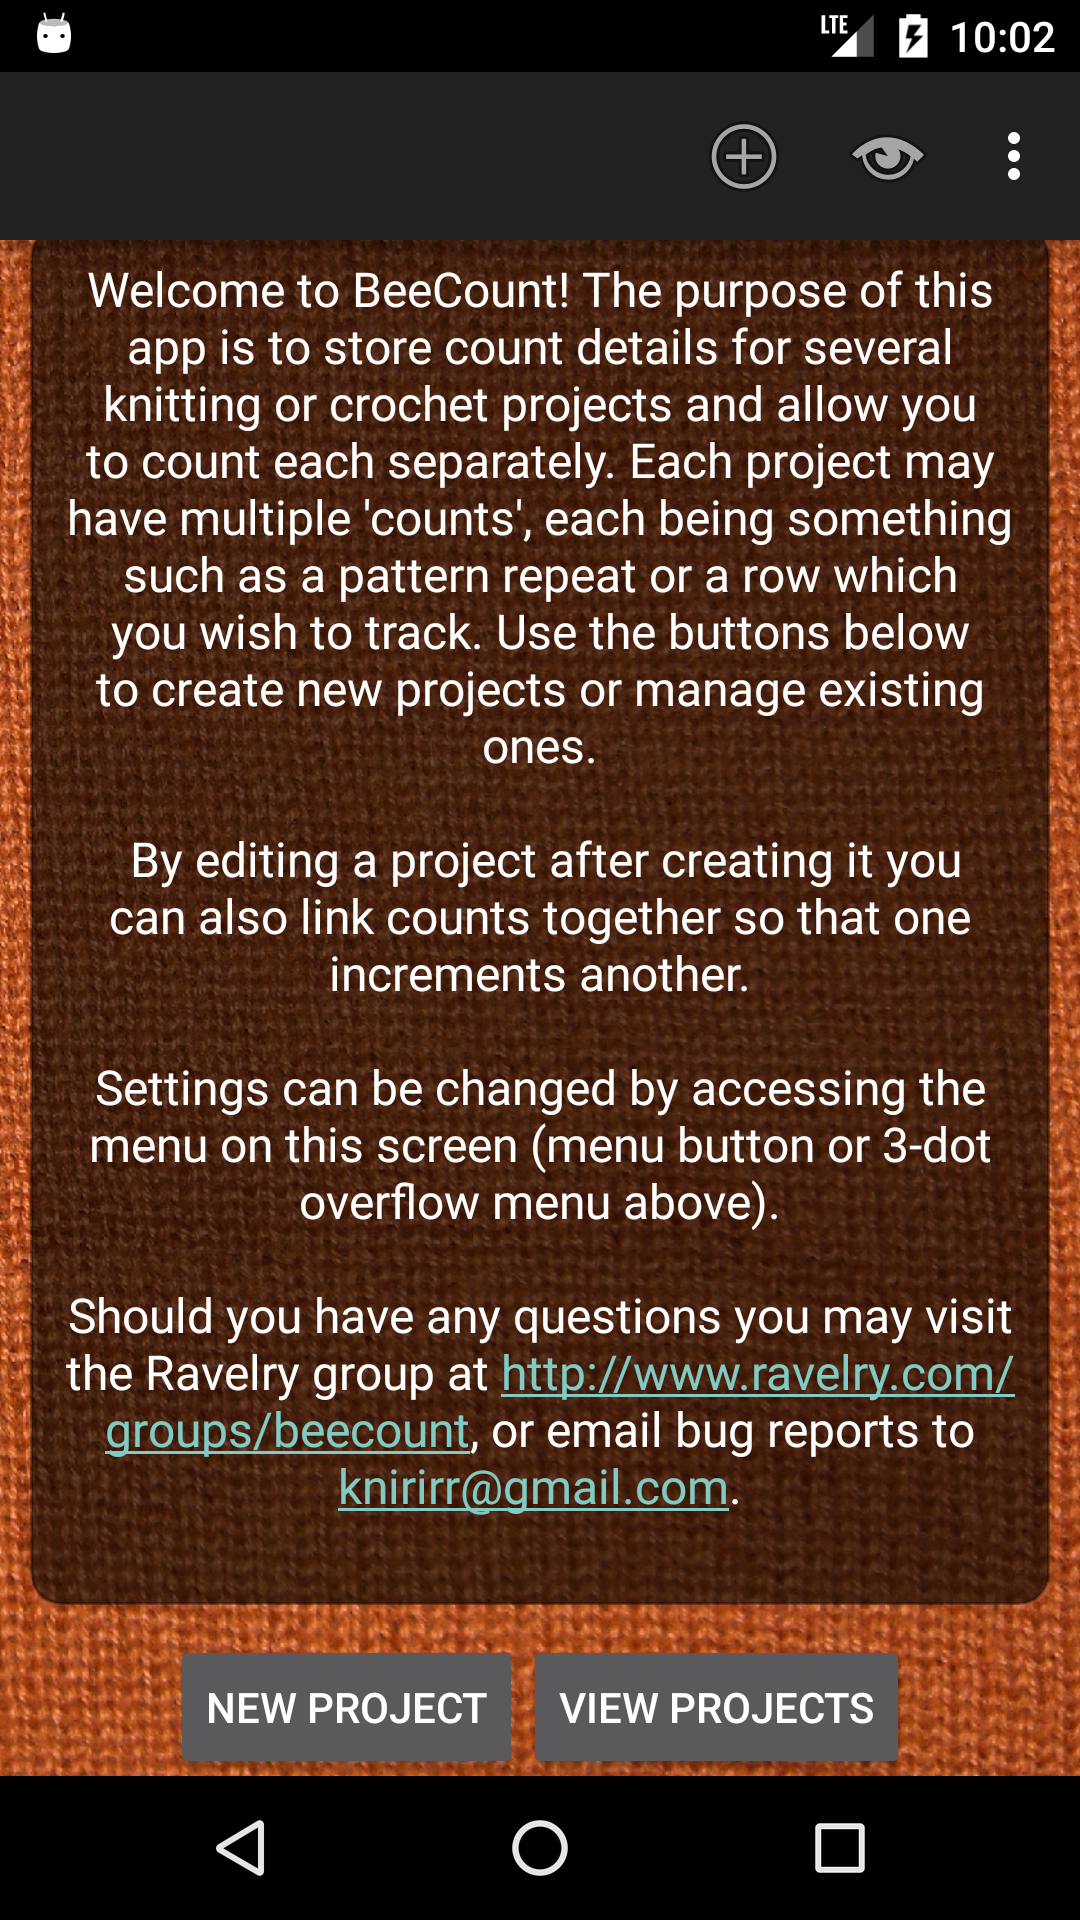 LTE 10:02
Welcome to BeeCount! The purpose of this
app is to store count details for several
knitting or crochet projects and allow you
to count each separately. Each project may
have multiple 'counts', each being something
such as a pattern repeat or a row which
you wish to track. Use the buttons below
to create new projects or manage existing
ones.
By editing a project after creating it you
can also link counts together so that one
increments another.
Settings can be changed by accessing the
menu on this screen (menu button or 3-dot
overflow menu above).
Should you have any questions you may visit
the Ravelry group at http://www.ravelry.com/
groups/beecount, or email bug reports to
knirirr@gmail.com.
NEW PROJECT VIEW PROJECTS